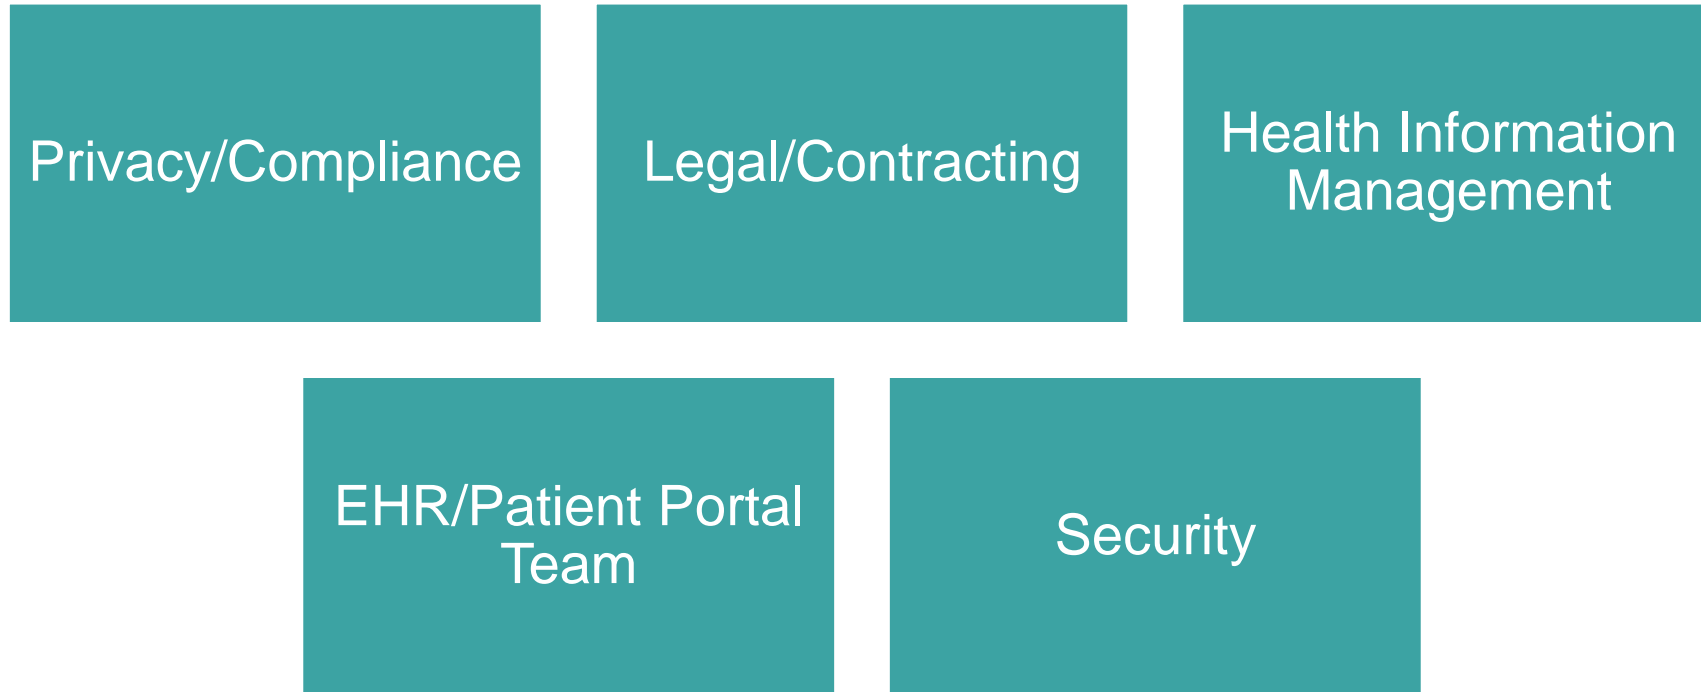 Privacy/Compliance
Legal/Contracting
Health Information
Management
EHR/Patient Portal
Team
Security